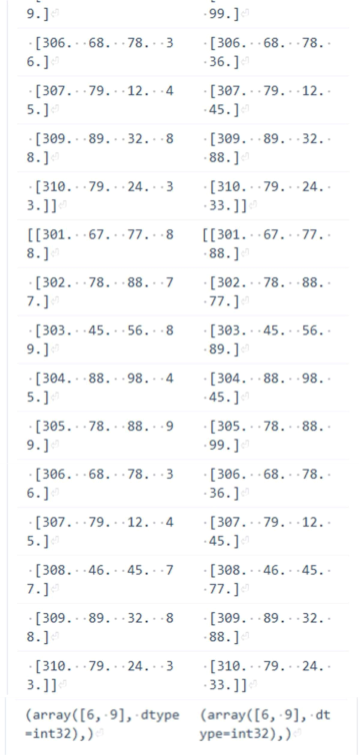 9.]
99.]
[306. 68. 78. 3
6.]
[306. 68. 78.
36.]
[307. 79. 12. 4
5.]
[307. 79. 12.
45.]
[309. 89. 32. 8
8.]
[309. 89. 32.
88.]
[310. 79. 24. 3
3.]]
[310. 79. 24.
33.]]
[[301. 67. 77. 8
8.]
[[301. 67. 77.
88.]
[302. 78. 88. 7
7.]
[302. 78. 88.
77.]
[303. 45. 56. 8
9.]
[303. 45. 56.
89.]
[304. 88. 98. 4
5.]
[304. 88. 98.
45.]
[305. 78. 88. 9
9.]
[305. 78. 88.
99.]
[306. 68. 78. 3
6.]
[306. 68. 78.
36.]
[307. 79. 12. 4
5.]
[307. 79. 12.
45.]
[308. 46. 45. 7
7.]
[308. 46. 45.
77.]
[309. 89. 32. 8
8.]
[309. 89. 32.
88.]
[310. 79. 24. 3
3.]]
[310. 79. 24.
33.]]
(array([6, 9], dtype
=int32),)
(array([6, 9], dt
ype=int32),)